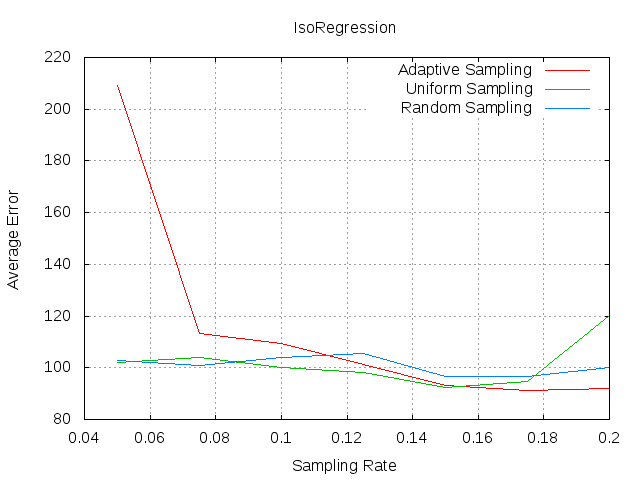 IsoRegression
220
200
180
160
140
120
100
80
Average Error
Adaptive Sampling
Uniform Sampling
Random Sampling
0.04 0.06 0.08 0.1 0.12 0.14 0.16 0.18 0.2
Sampling Rate